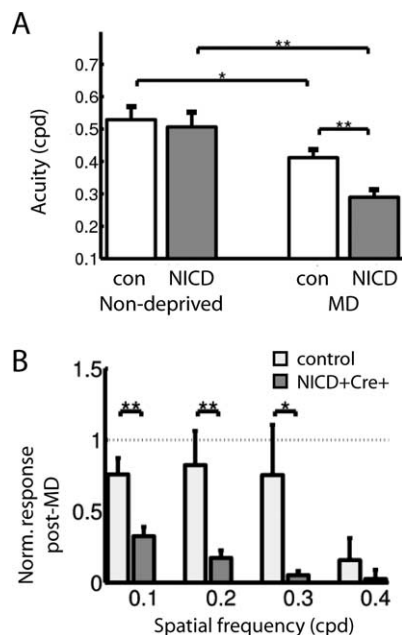 A
Acuity (cpd)
0.7
0.6
0.5
0.4
0.3
0.2
0.1
**
*
**
con NICD con NICD
Non-deprived MD
B
Norm. response
post-MD
1.5
1
0.5
0
control
NICD+Cre+
** ** *
0.1 0.2 0.3 0.4
Spatial frequency (cpd)